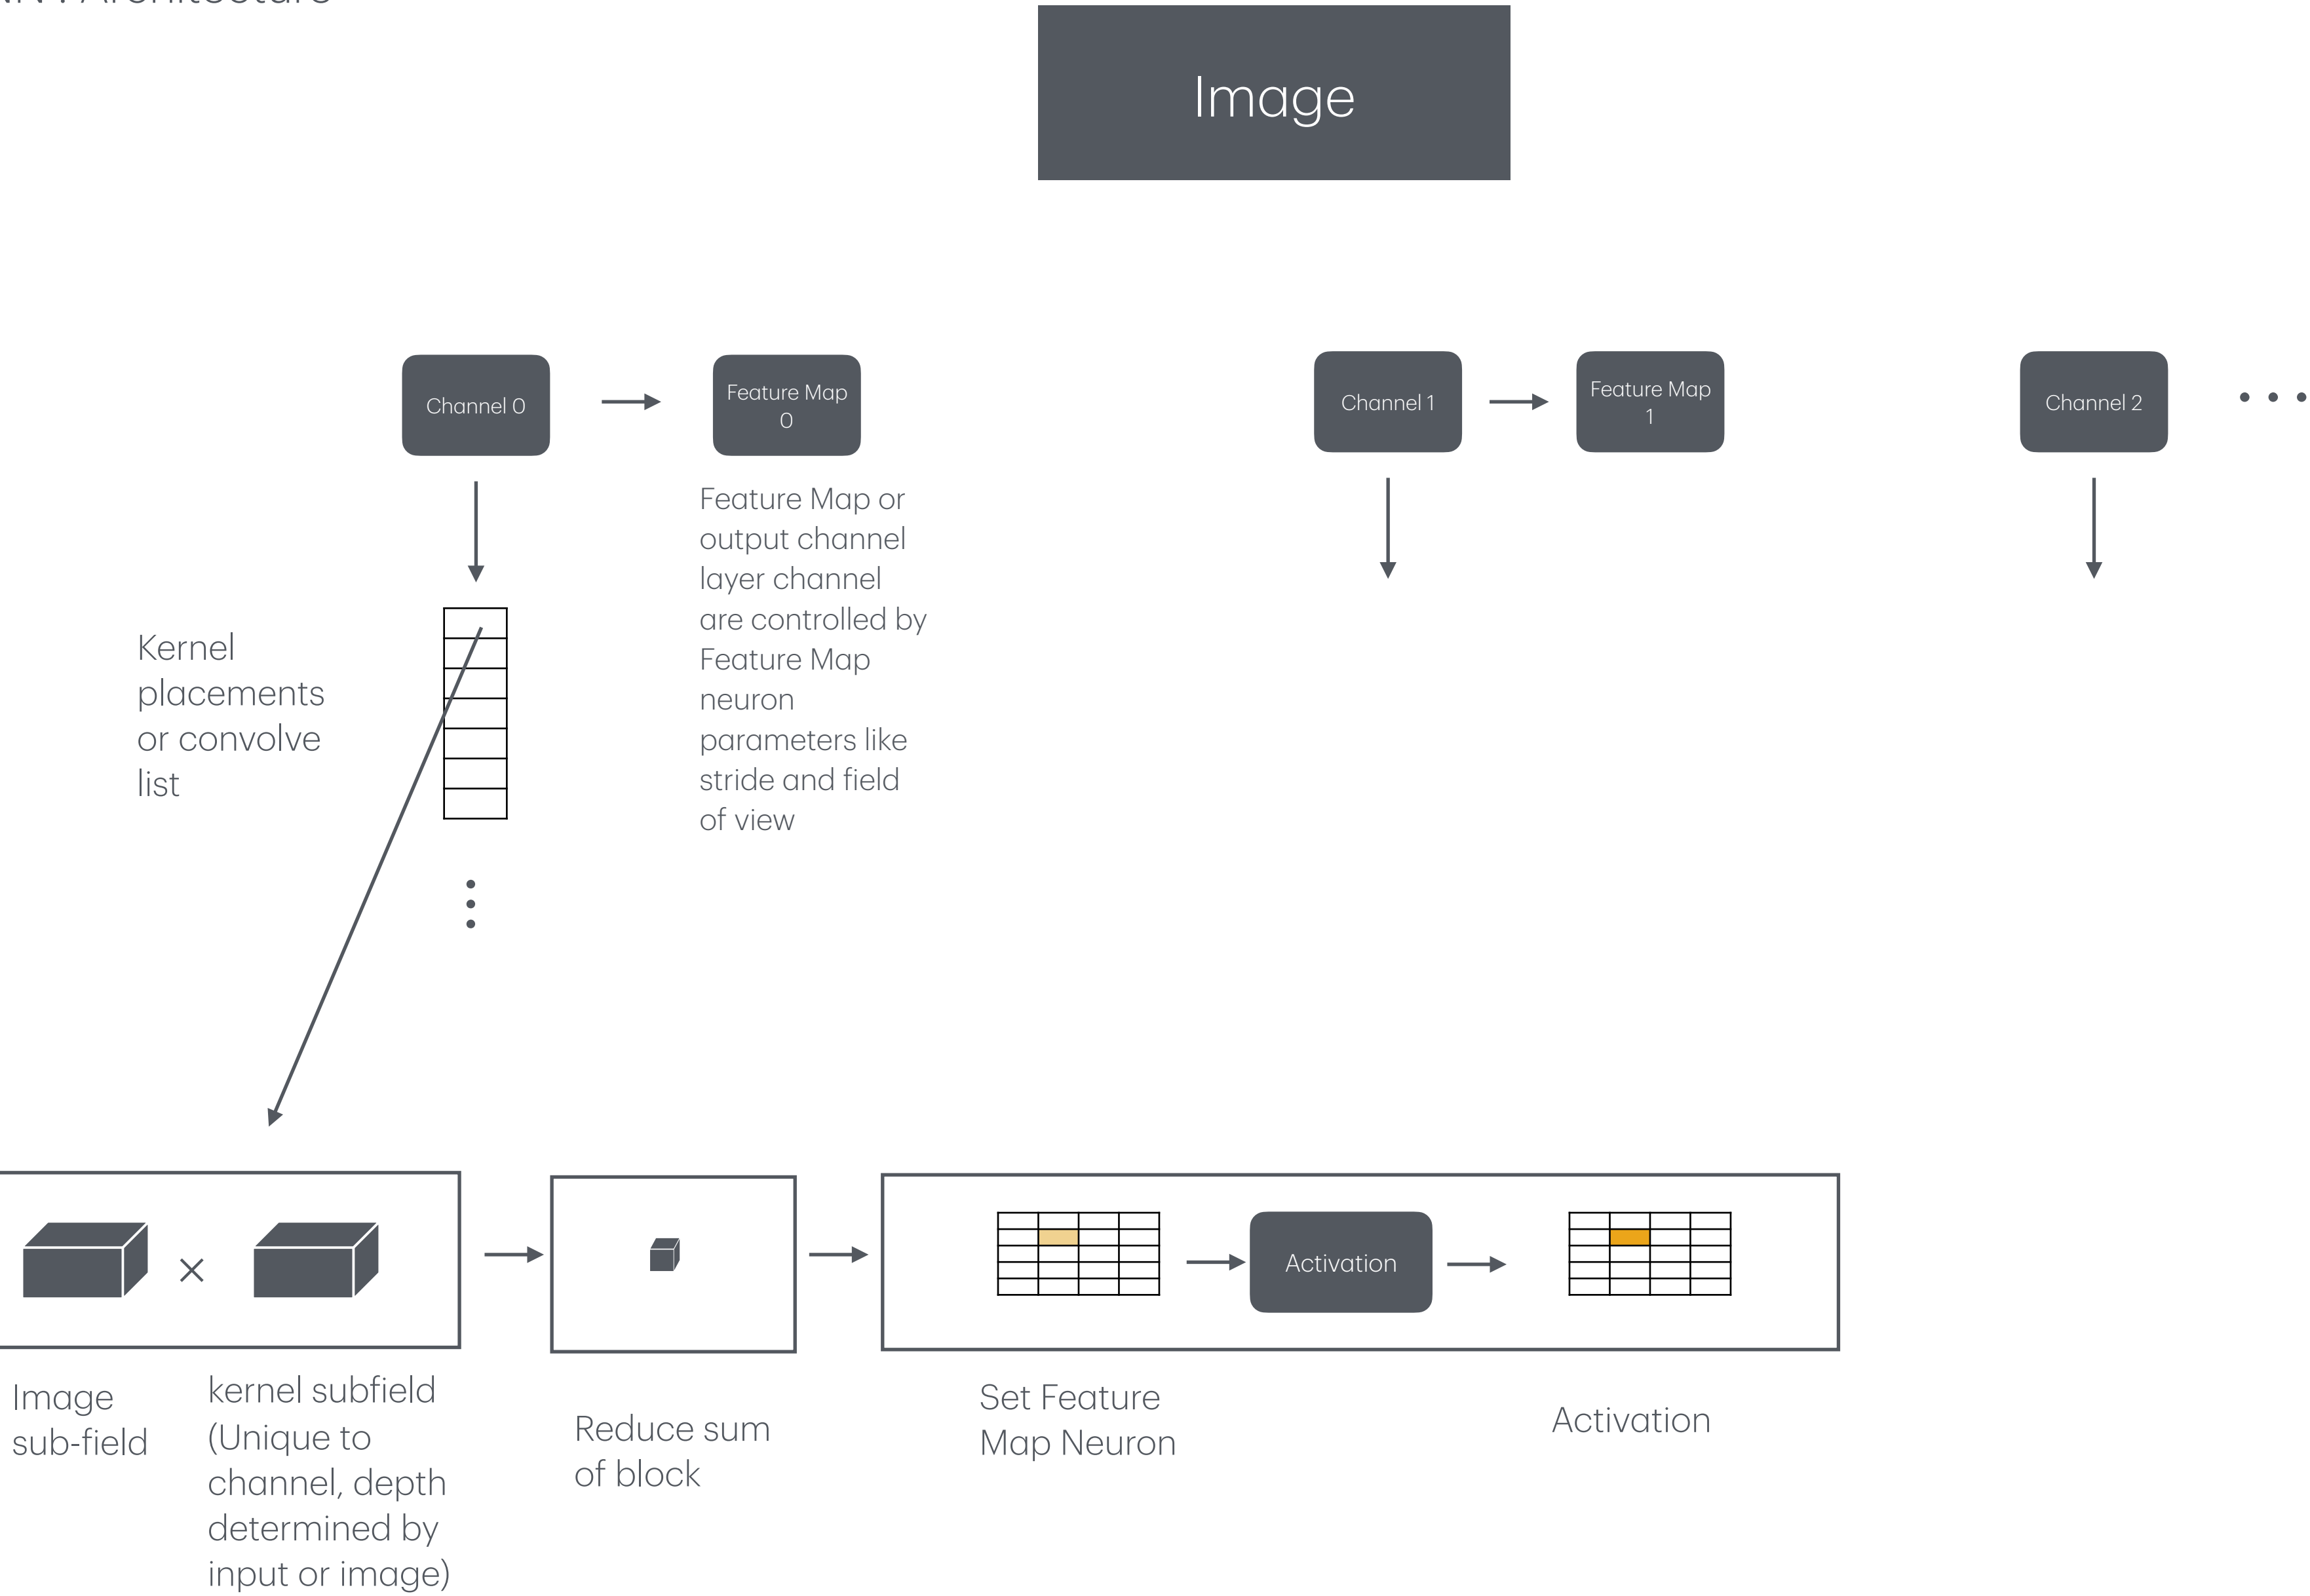 Architecture
Image
Channel 0
Feature Map
0
Channel 1
Feature Map
1
Channel 2
Feature Map or
output channel
layer channel
are controlled by
Feature Map
neuron
parameters like
stride and field
of view
Kernel
placements
or convolve
list
Activation
Image
sub-field
kernel subfield
(Unique to
channel, depth
determined by
input or image)
Reduce sum
of block
Set Feature
Map Neuron
Activation